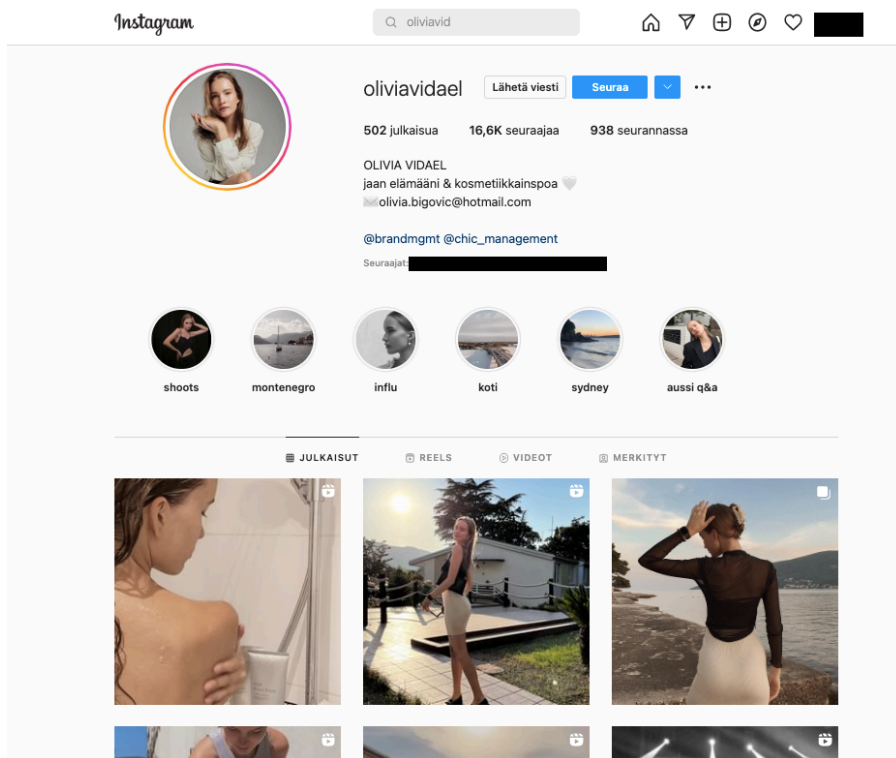 Instagram
oliviavid
oliviavidael
Lähetä viesti
Seuraa
502 julkaisua 16,6K seuraajaa 938 seurannassa
OLIVIA VIDAEL
jaan elämääni & kosmetiikkainspoa 🤍
✉️olivia.bigovic@hotmail.com
@brandmgmt @chic_management
Seuraajat:
shoots montenegro influ koti sydney aussi q&a
JULKAISUT REELS VIDEOT MERKITYT